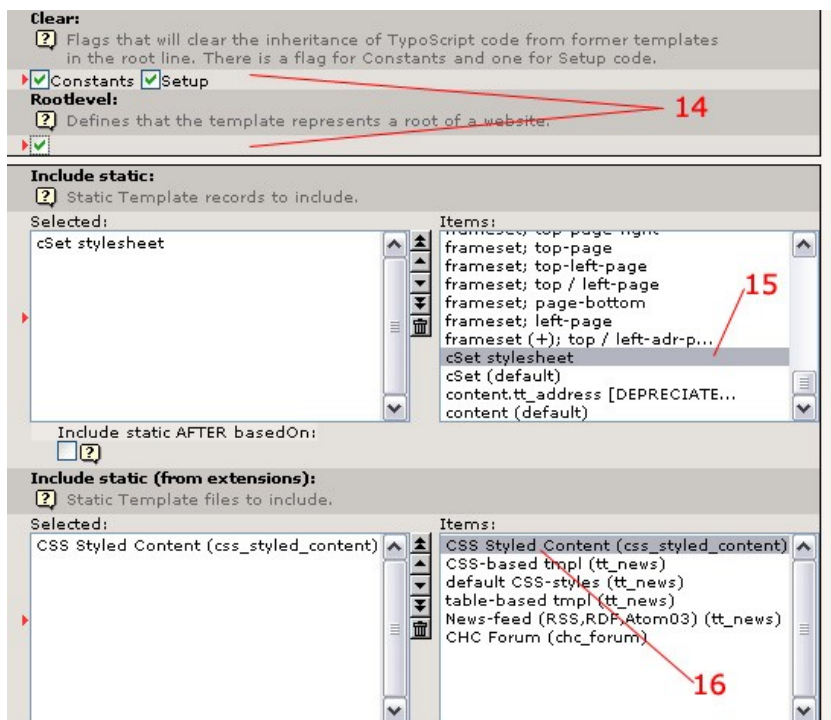 Clear:
? Flags that will clear the inheritance of TypoScript code from former templates
in the root line. There is a flag for Constants and one for Setup code.
Constants Setup
14
Rootlevel:
? Defines that the template represents a root of a website.
Include static:
? Static Template records to include.
Selected:
cSet stylesheet
Items:
frameset; top-page-right
frameset; top-page
frameset; top-left-page
frameset; top / left-page
15
frameset; page-bottom
frameset; left-page
frameset (+); top / left-adr-p...
cSet stylesheet
cSet (default)
content.tt_address [DEPRECIATE...
content (default)
Include static AFTER basedOn:
?
Include static (from extensions):
? Static Template files to include.
Selected:
CSS Styled Content (css_styled_content)
Items:
CSS Styled Content (css_styled_content)
CSS-based tmpl (tt_news)
default CSS-styles (tt_news)
table-based tmpl (tt_news)
News-feed (RSS,RDF,Atom03) (tt_news)
CHC Forum (chc_forum)
16